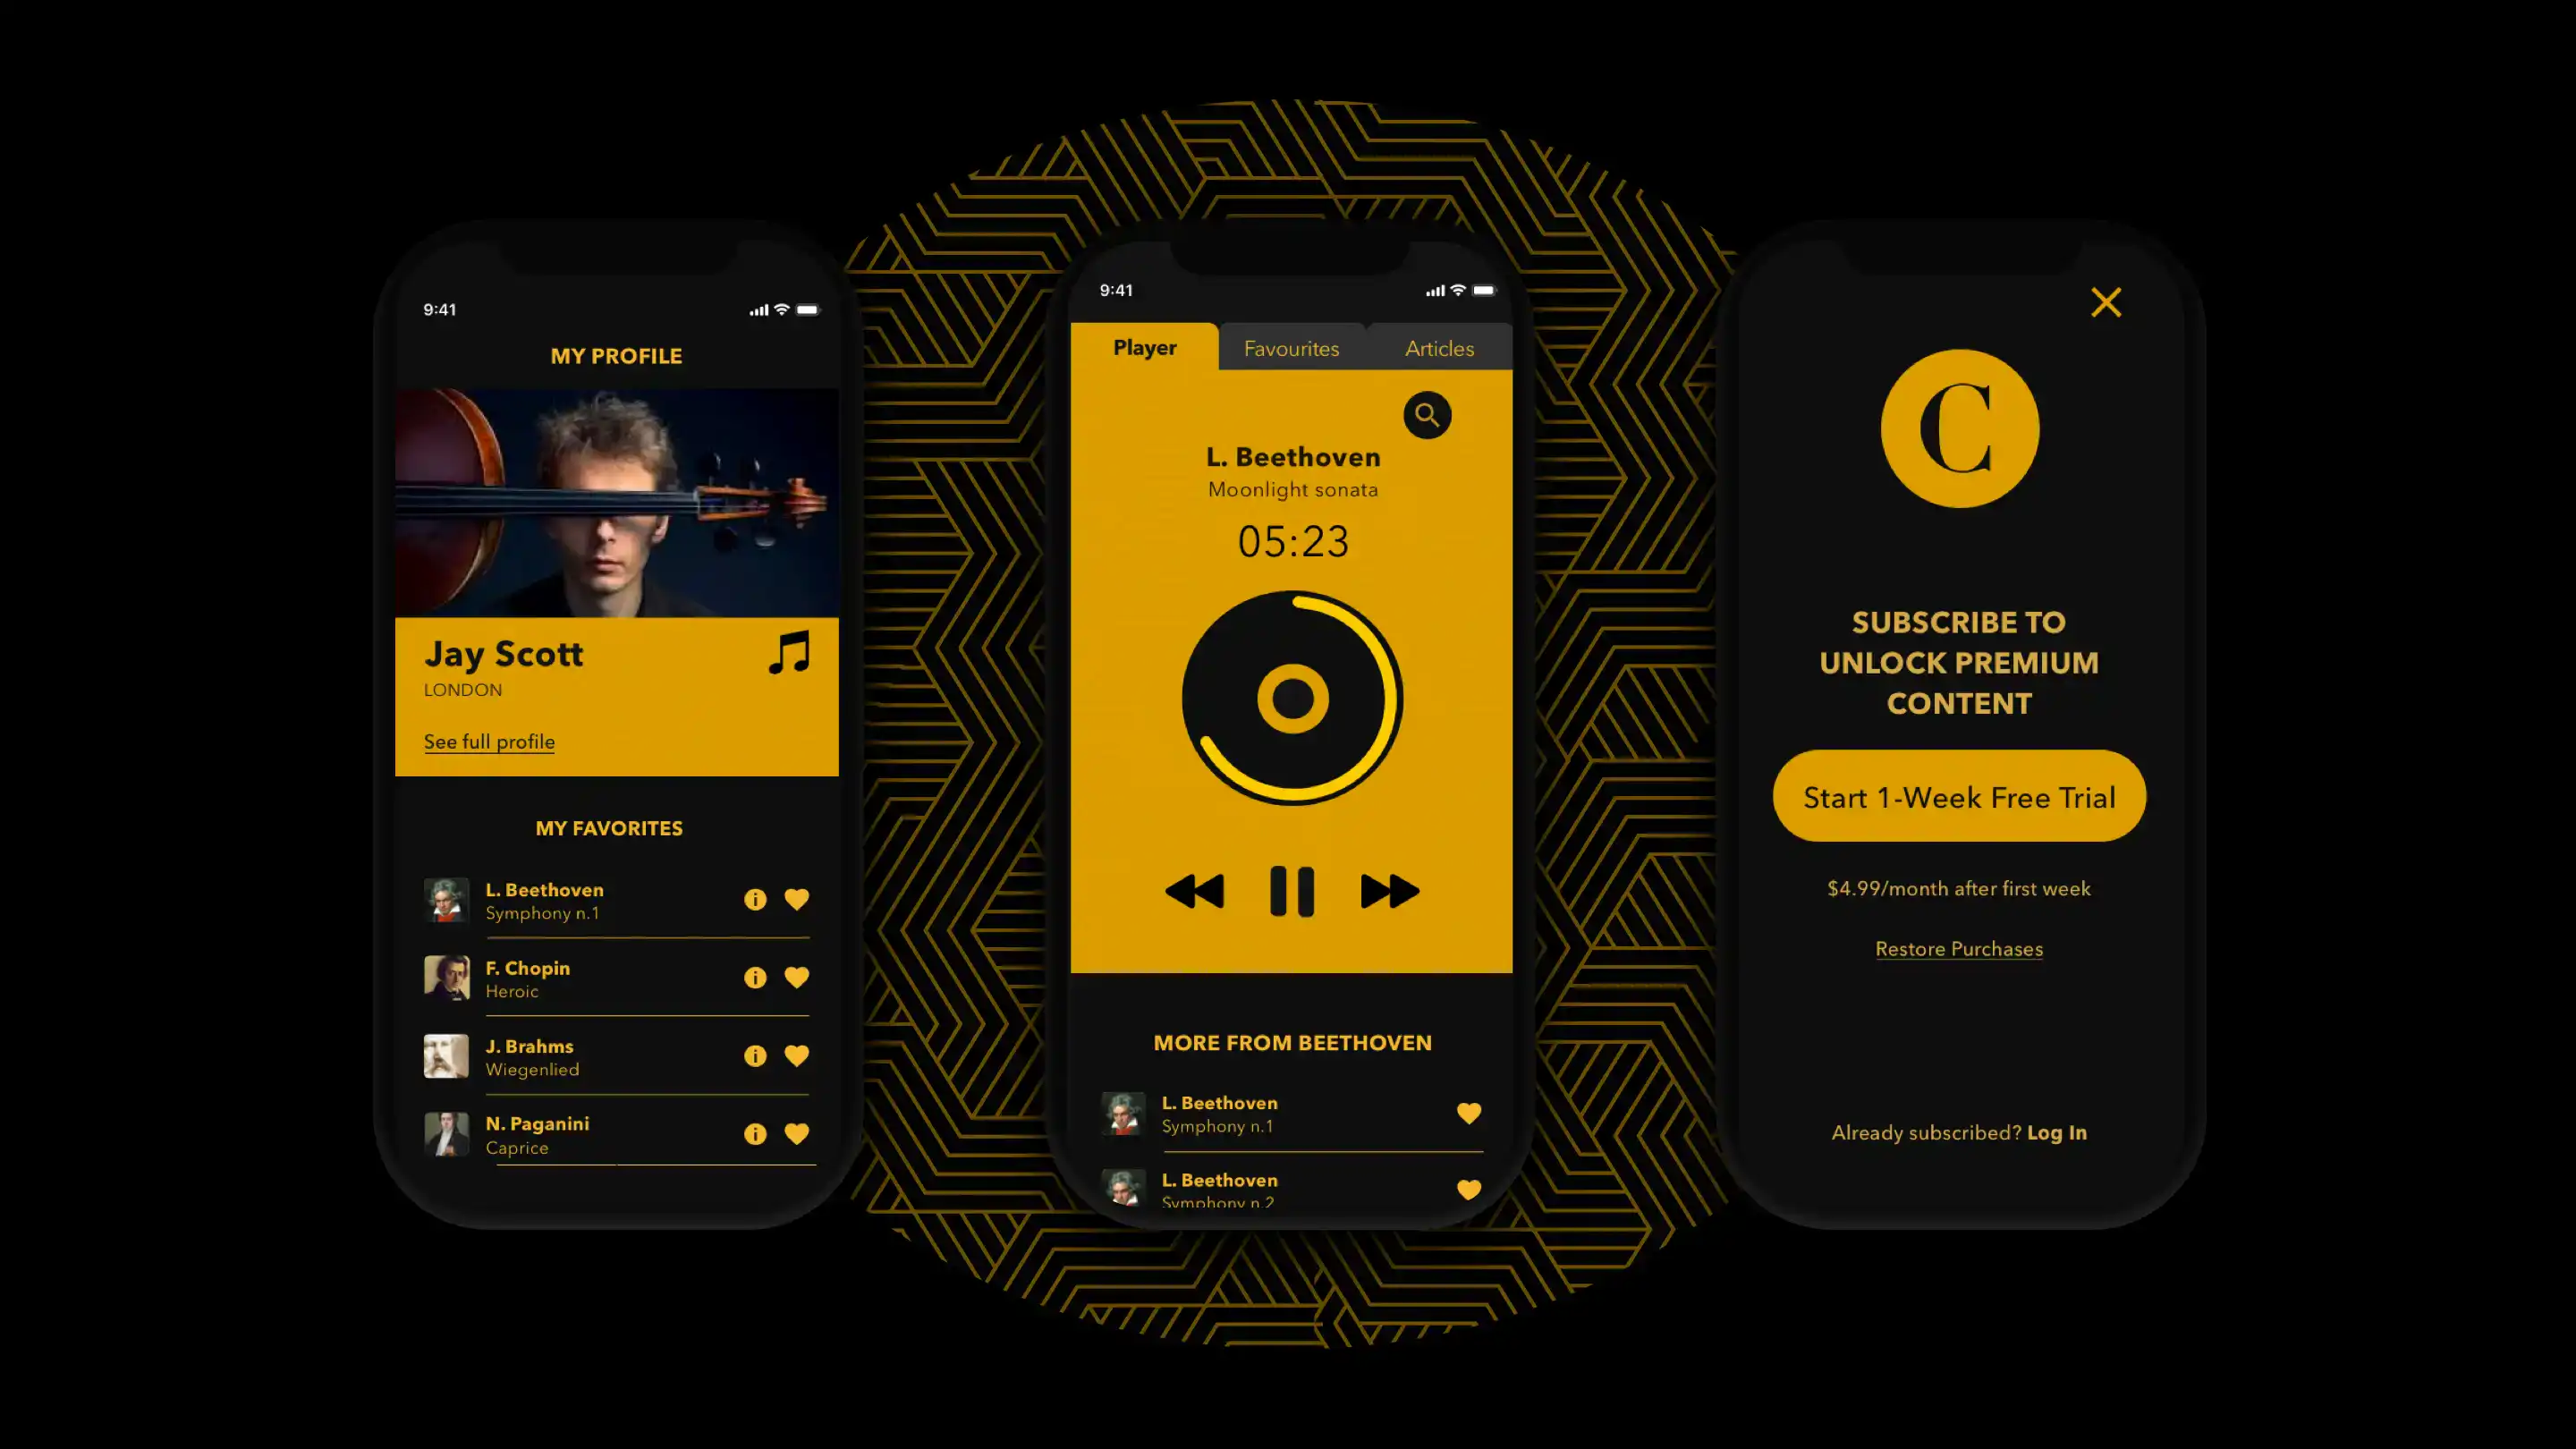 9:41
MY PROFILE
Jay Scott
LONDON
See full profile
MY FAVORITES
L. Beethoven
Symphony n.1
F. Chopin
Heroic
J. Brahms
Wiegenlied
N. Paganini
Caprice
9:41
Player
Favourites
Articles
L. Beethoven
Moonlight sonata
05:23
MORE FROM BEETHOVEN
L. Beethoven
Symphony n.1
L. Beethoven
Symphony n.2
C
SUBSCRIBE TO
UNLOCK PREMIUM
CONTENT
Start 1-Week Free Trial
$4.99/month after first week
Restore Purchases
Already subscribed? Log In